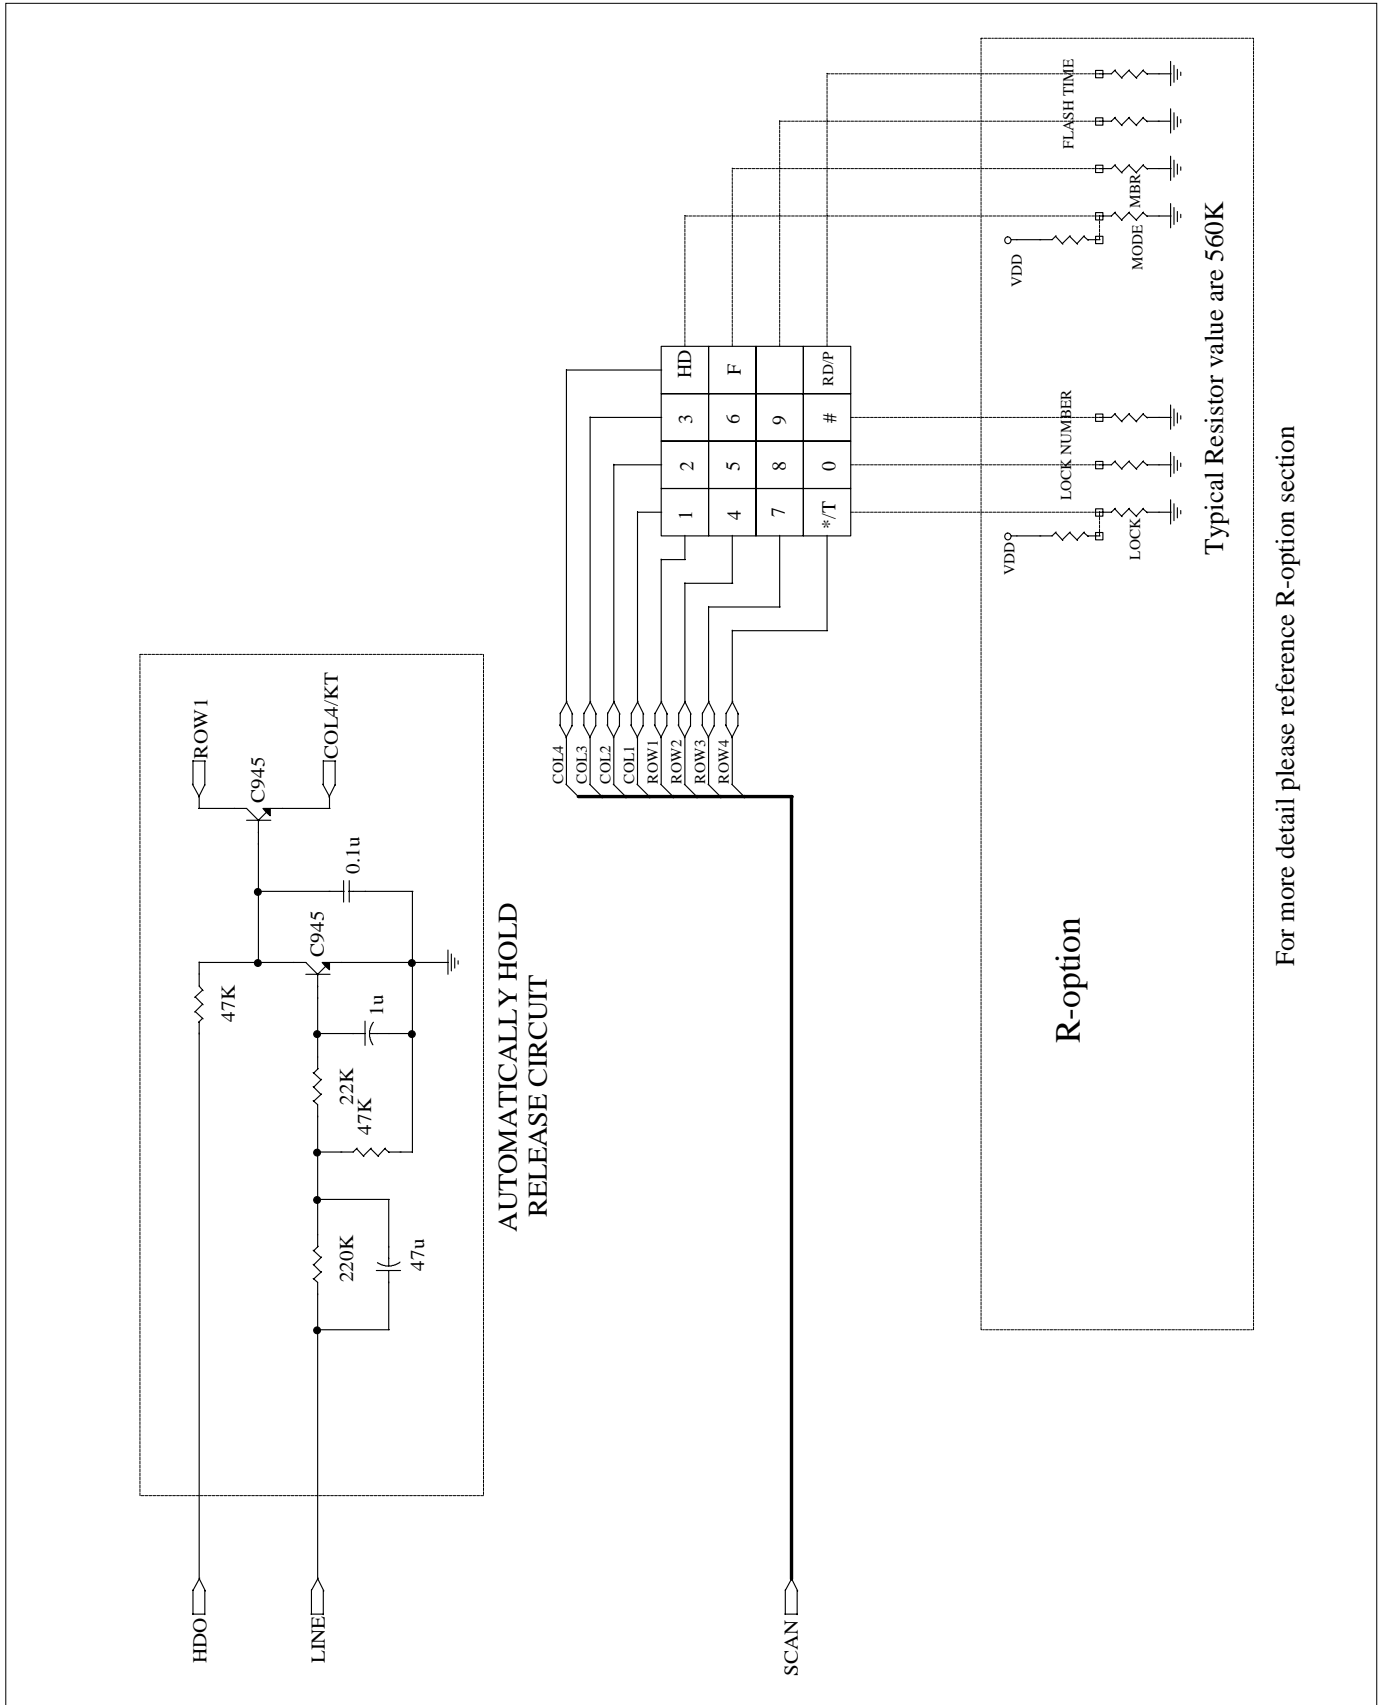 HDO
LINE
47K
220K
47u
22K
47K
1u
C945
0.1u
C945
ROW1
COL4/KT
AUTOMATICALLY HOLD
RELEASE CIRCUIT
SCAN
COL4
COL3
COL2
COL1
ROW1
ROW2
ROW3
ROW4
1 2 3 HD
4 5 6 F
7 8 9
*/T 0 # RD/P
R-option
VDD
LOCK
LOCK NUMBER
VDD
MODE
MBR
FLASH TIME
Typical Resistor value are 560K
For more detail please reference R-option section